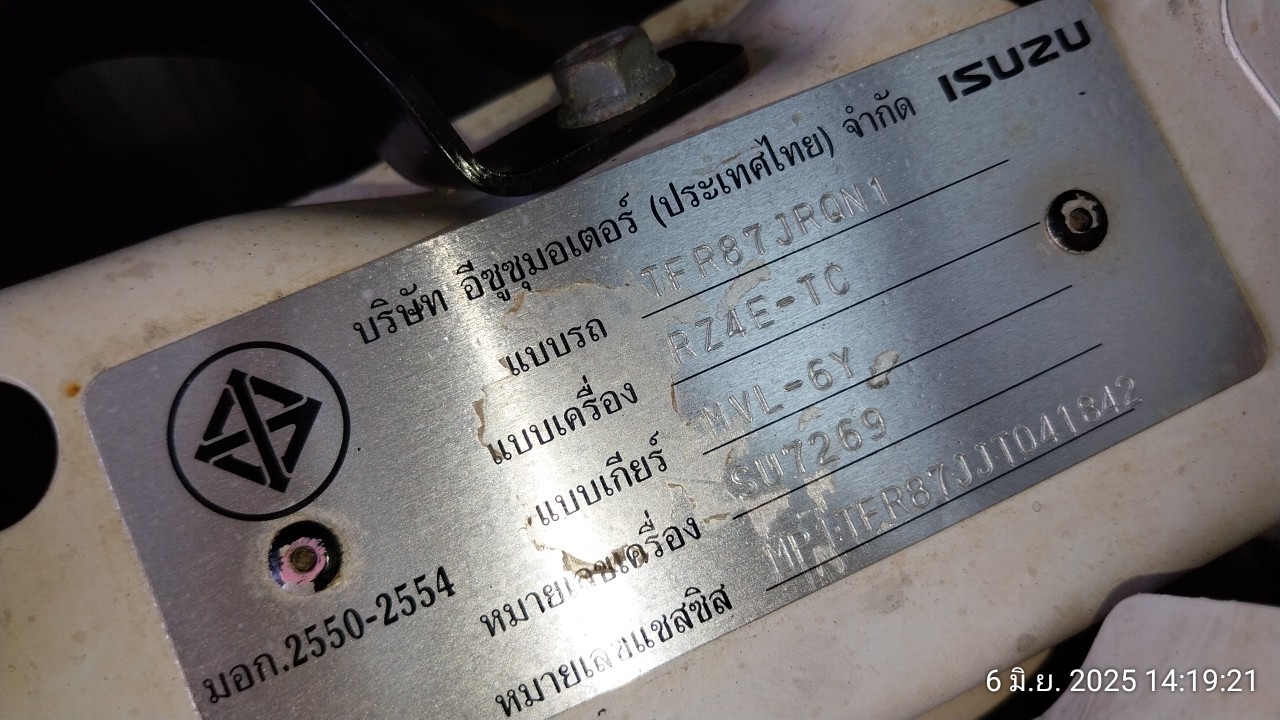 ISUZU
บริษัท อีซูซุมอเตอร์ (ประเทศไทย) จำกัด
แบบรถ TFR87JRQN1
แบบเครื่อง RZ4E-TC
แบบเกียร์ MVL-6Y
หมายเลขเครื่อง SU7269
หมายเลขแชสซิส MP1TFR87JJT041842
มอก.2550-2554
6 มิ.ย. 2025 14:19:21